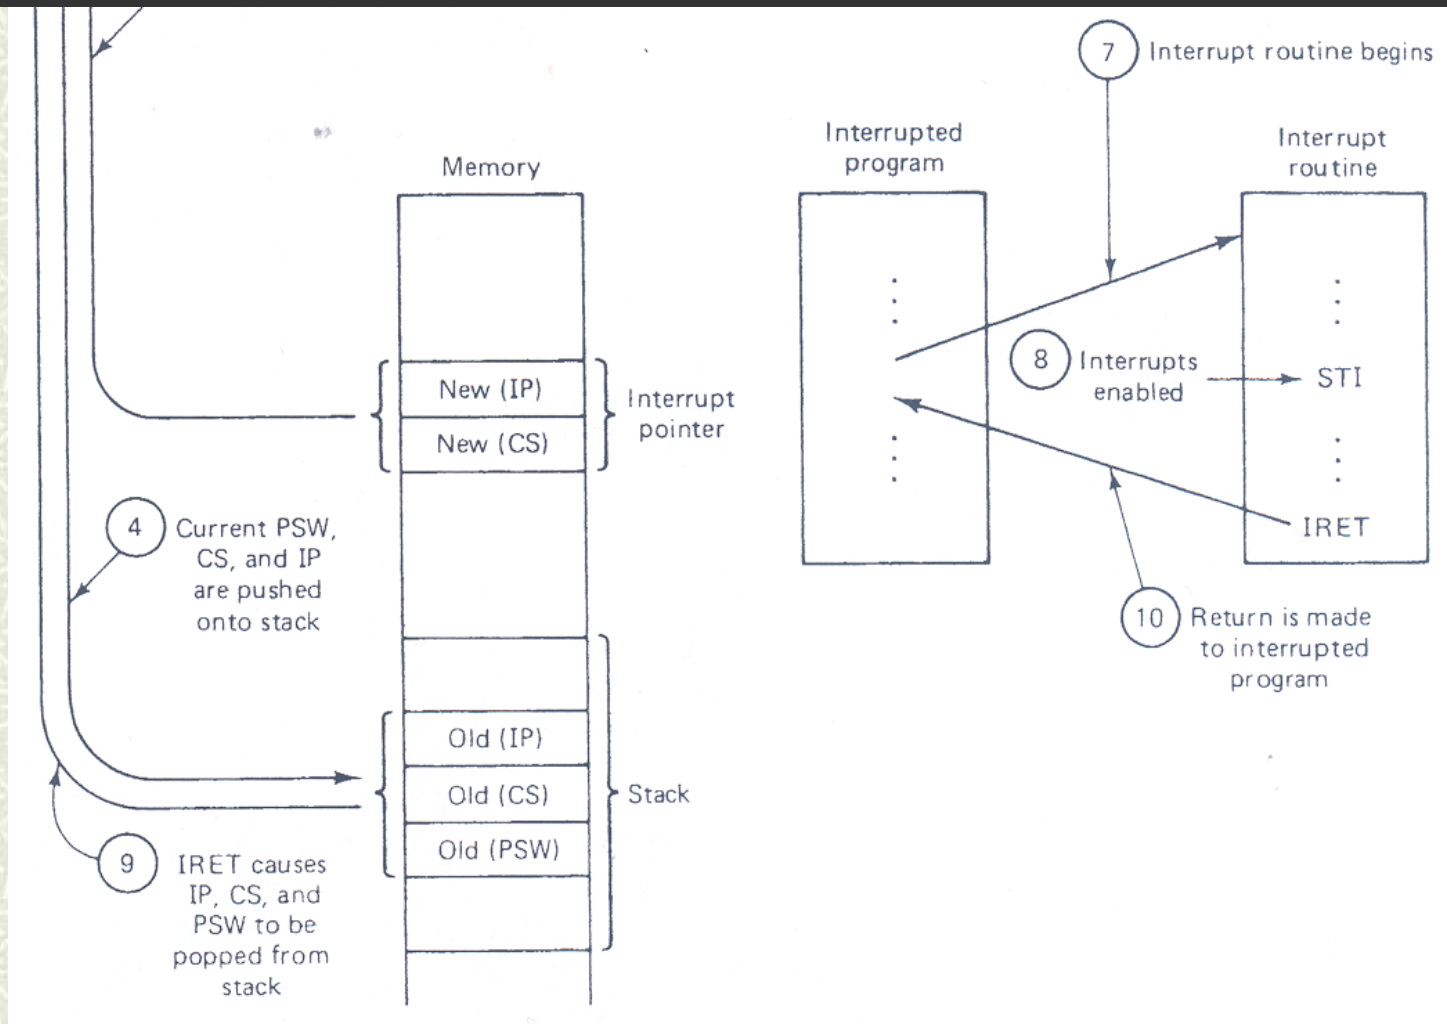 7 Interrupt routine begins
Interrupted
program
Interrupt
routine
Memory
New (IP)
New (CS)
Interrupt
pointer
8 Interrupts
enabled
STI
IRET
4 Current PSW,
CS, and IP
are pushed
onto stack
10 Return is made
to interrupted
program
Old (IP)
Old (CS)
Old (PSW)
Stack
9 IRET causes
IP, CS, and
PSW to be
popped from
stack